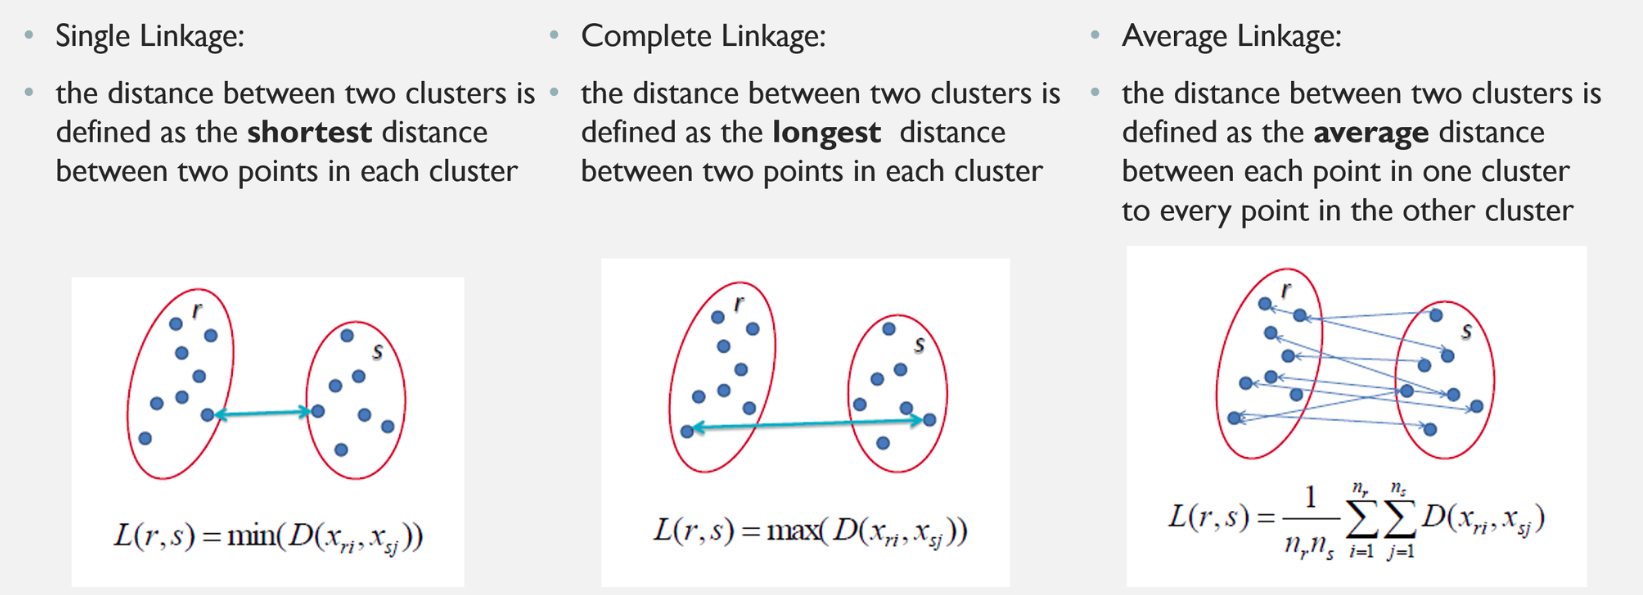 • Single Linkage:
• the distance between two clusters is
defined as the shortest distance
between two points in each cluster
r
s
L(r,s) = min(D(x_{ri}, x_{sj}))
• Complete Linkage:
• the distance between two clusters is
defined as the longest distance
between two points in each cluster
r
s
L(r,s) = max(D(x_{ri}, x_{sj}))
• Average Linkage:
• the distance between two clusters is
defined as the average distance
between each point in one cluster
to every point in the other cluster
r
s
L(r,s) = \frac{1}{n_r n_s} \sum_{i=1}^{n_r} \sum_{j=1}^{n_s} D(x_{ri}, x_{sj})